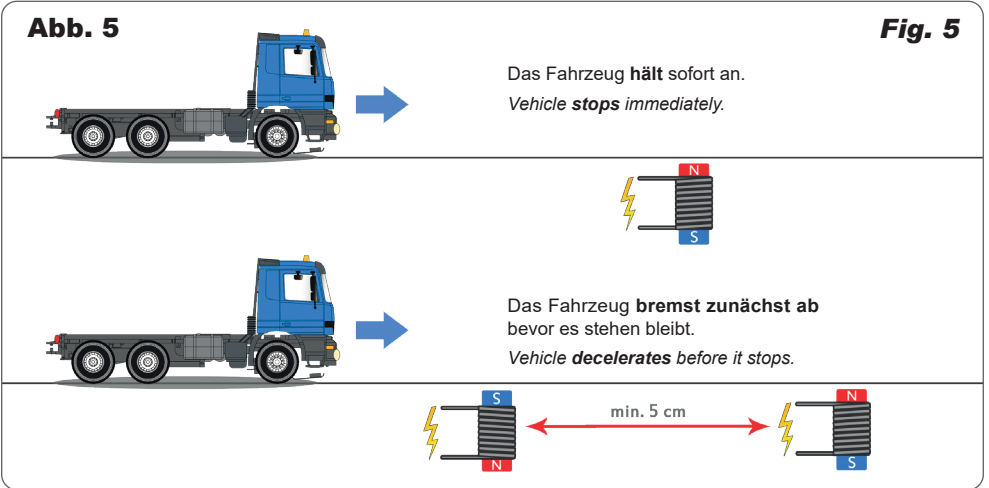 Abb. 5
Fig. 5
Das Fahrzeug hält sofort an.
Vehicle stops immediately.
N
S
Das Fahrzeug bremst zunächst ab
bevor es stehen bleibt.
Vehicle decelerates before it stops.
S
N
min. 5 cm
N
S